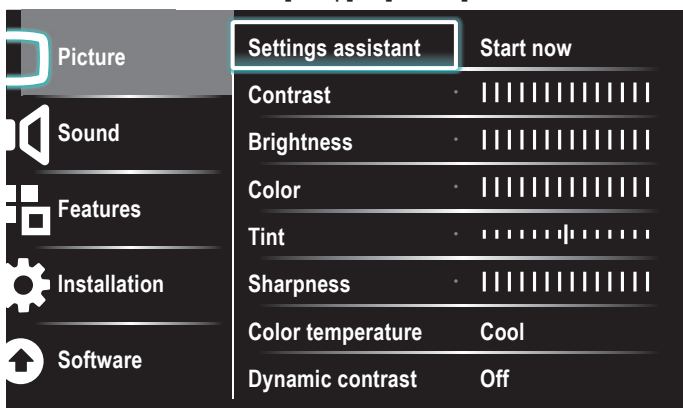 Picture
Sound
Features
Installation
Software
Settings assistant Start now
Contrast
Brightness
Color
Tint
Sharpness
Color temperature Cool
Dynamic contrast Off